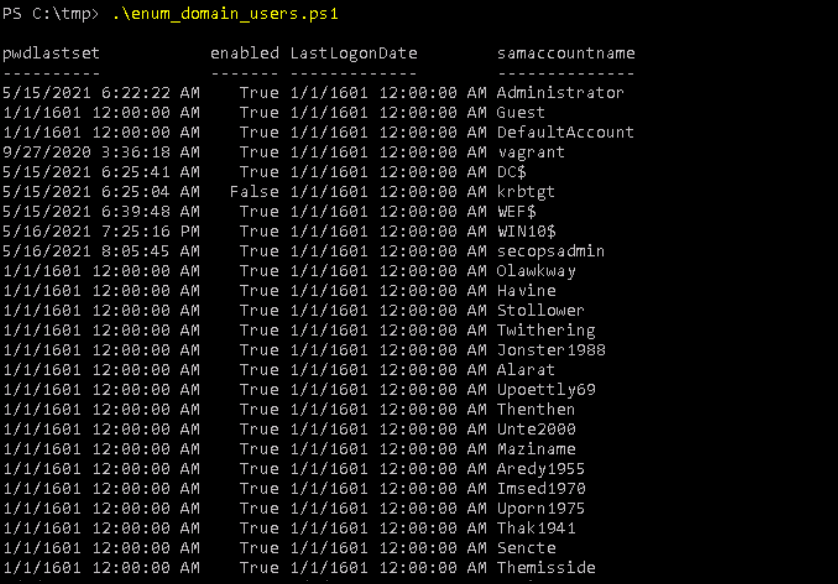 PS C:\tmp> .\enum_domain_users.ps1
pwdlastset enabled LastLogonDate samaccountname
---------- ------- ------------- --------------
5/15/2021 6:22:22 AM True 1/1/1601 12:00:00 AM Administrator
1/1/1601 12:00:00 AM True 1/1/1601 12:00:00 AM Guest
1/1/1601 12:00:00 AM True 1/1/1601 12:00:00 AM DefaultAccount
9/27/2020 3:36:18 AM True 1/1/1601 12:00:00 AM vagrant
5/15/2021 6:25:41 AM True 1/1/1601 12:00:00 AM DC$
5/15/2021 6:25:04 AM False 1/1/1601 12:00:00 AM krbtgt
5/15/2021 6:39:48 AM True 1/1/1601 12:00:00 AM WEF$
5/16/2021 7:25:16 PM True 1/1/1601 12:00:00 AM WIN10$
5/16/2021 8:05:45 AM True 1/1/1601 12:00:00 AM secopsadmin
1/1/1601 12:00:00 AM True 1/1/1601 12:00:00 AM Olawkway
1/1/1601 12:00:00 AM True 1/1/1601 12:00:00 AM Havine
1/1/1601 12:00:00 AM True 1/1/1601 12:00:00 AM Stollower
1/1/1601 12:00:00 AM True 1/1/1601 12:00:00 AM Twithering
1/1/1601 12:00:00 AM True 1/1/1601 12:00:00 AM Jonster1988
1/1/1601 12:00:00 AM True 1/1/1601 12:00:00 AM Alarat
1/1/1601 12:00:00 AM True 1/1/1601 12:00:00 AM Upoettly69
1/1/1601 12:00:00 AM True 1/1/1601 12:00:00 AM Thenthen
1/1/1601 12:00:00 AM True 1/1/1601 12:00:00 AM Unte2000
1/1/1601 12:00:00 AM True 1/1/1601 12:00:00 AM Maziname
1/1/1601 12:00:00 AM True 1/1/1601 12:00:00 AM Aredy1955
1/1/1601 12:00:00 AM True 1/1/1601 12:00:00 AM Imsed1970
1/1/1601 12:00:00 AM True 1/1/1601 12:00:00 AM Uporn1975
1/1/1601 12:00:00 AM True 1/1/1601 12:00:00 AM Thak1941
1/1/1601 12:00:00 AM True 1/1/1601 12:00:00 AM Sencte
1/1/1601 12:00:00 AM True 1/1/1601 12:00:00 AM Themisside